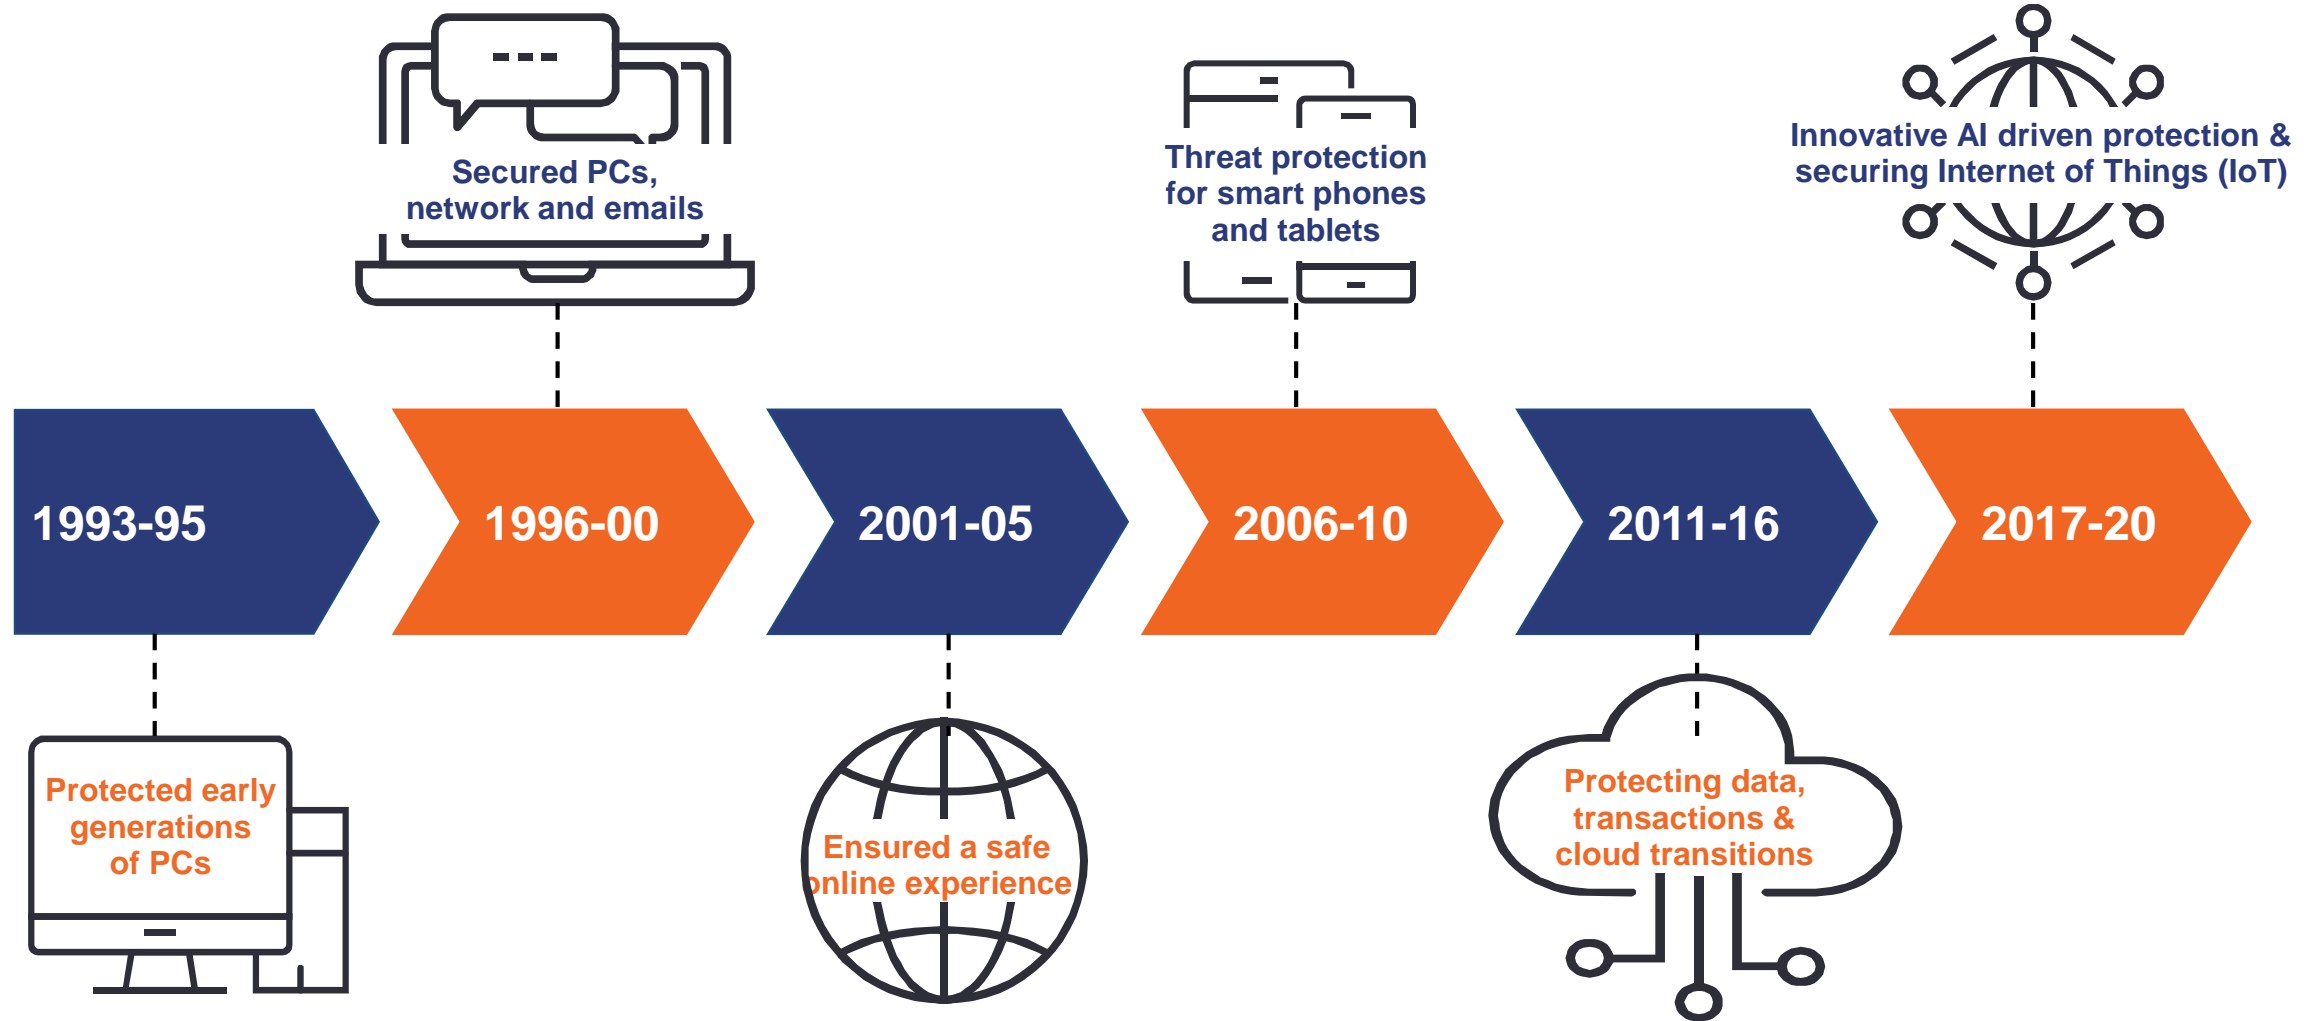 Secured PCs,
network and emails
Threat protection
for smart phones
and tablets
Innovative AI driven protection &
securing Internet of Things (IoT)
1993-95
1996-00
2001-05
2006-10
2011-16
2017-20
Protected early
generations
of PCs
Ensured a safe
online experience
Protecting data,
transactions &
cloud transitions